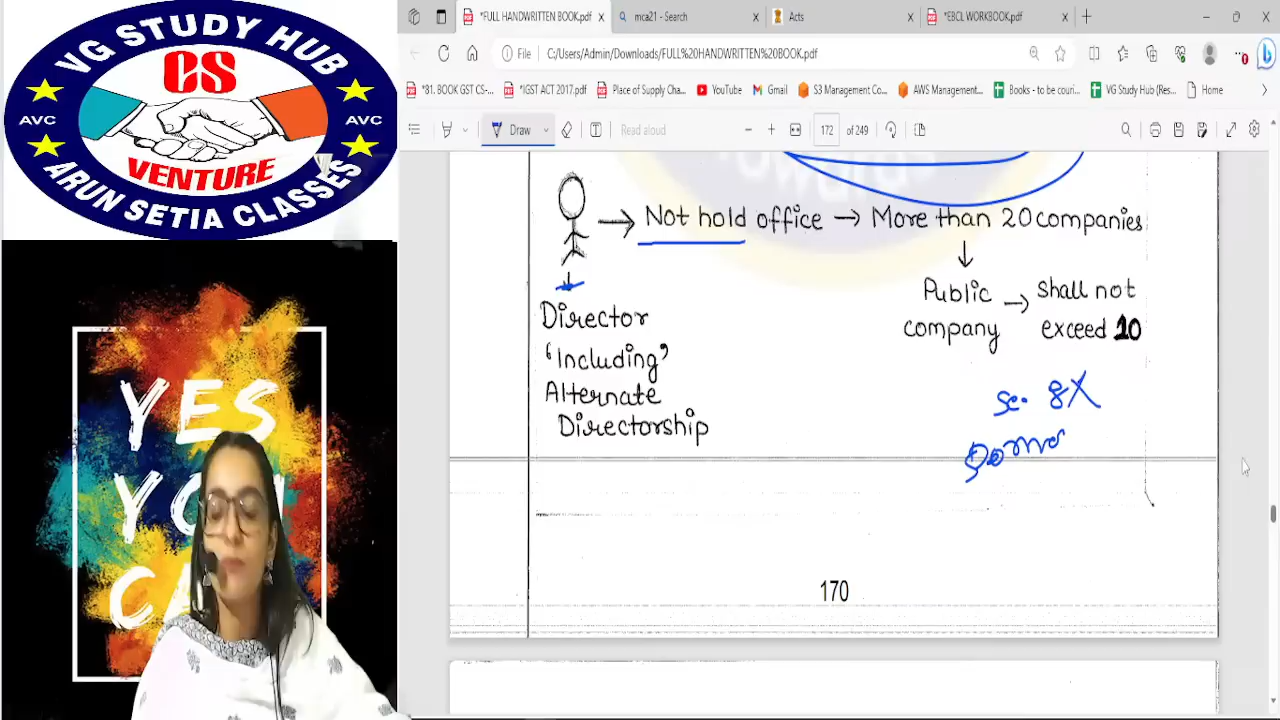 VG STUDY HUB
CS
AVC
AVC
VENTURE
ARUN SETIA CLASSES
YES
YO
CA
*FULL HANDWRITTEN BOOK.pdf
mca21 - Search
Acts
*EBCL WORKBOOK.pdf
File
C:/Users/Admin/Downloads/FULL%20HANDWRITTEN%20BOOK.pdf
*81. BOOK GST CS-...
*IGST ACT 2017.pdf
Place of Supply Cha...
YouTube
Gmail
S3 Management Co...
AWS Management...
Books - to be Couri...
VG Study Hub (Res...
Home
Draw
Read aloud
172
of 249
Not hold office → More than 20 companies
Public → Shall not
company exceed 10
Director
'Including'
Alternate
Directorship
Sec. 8X
170